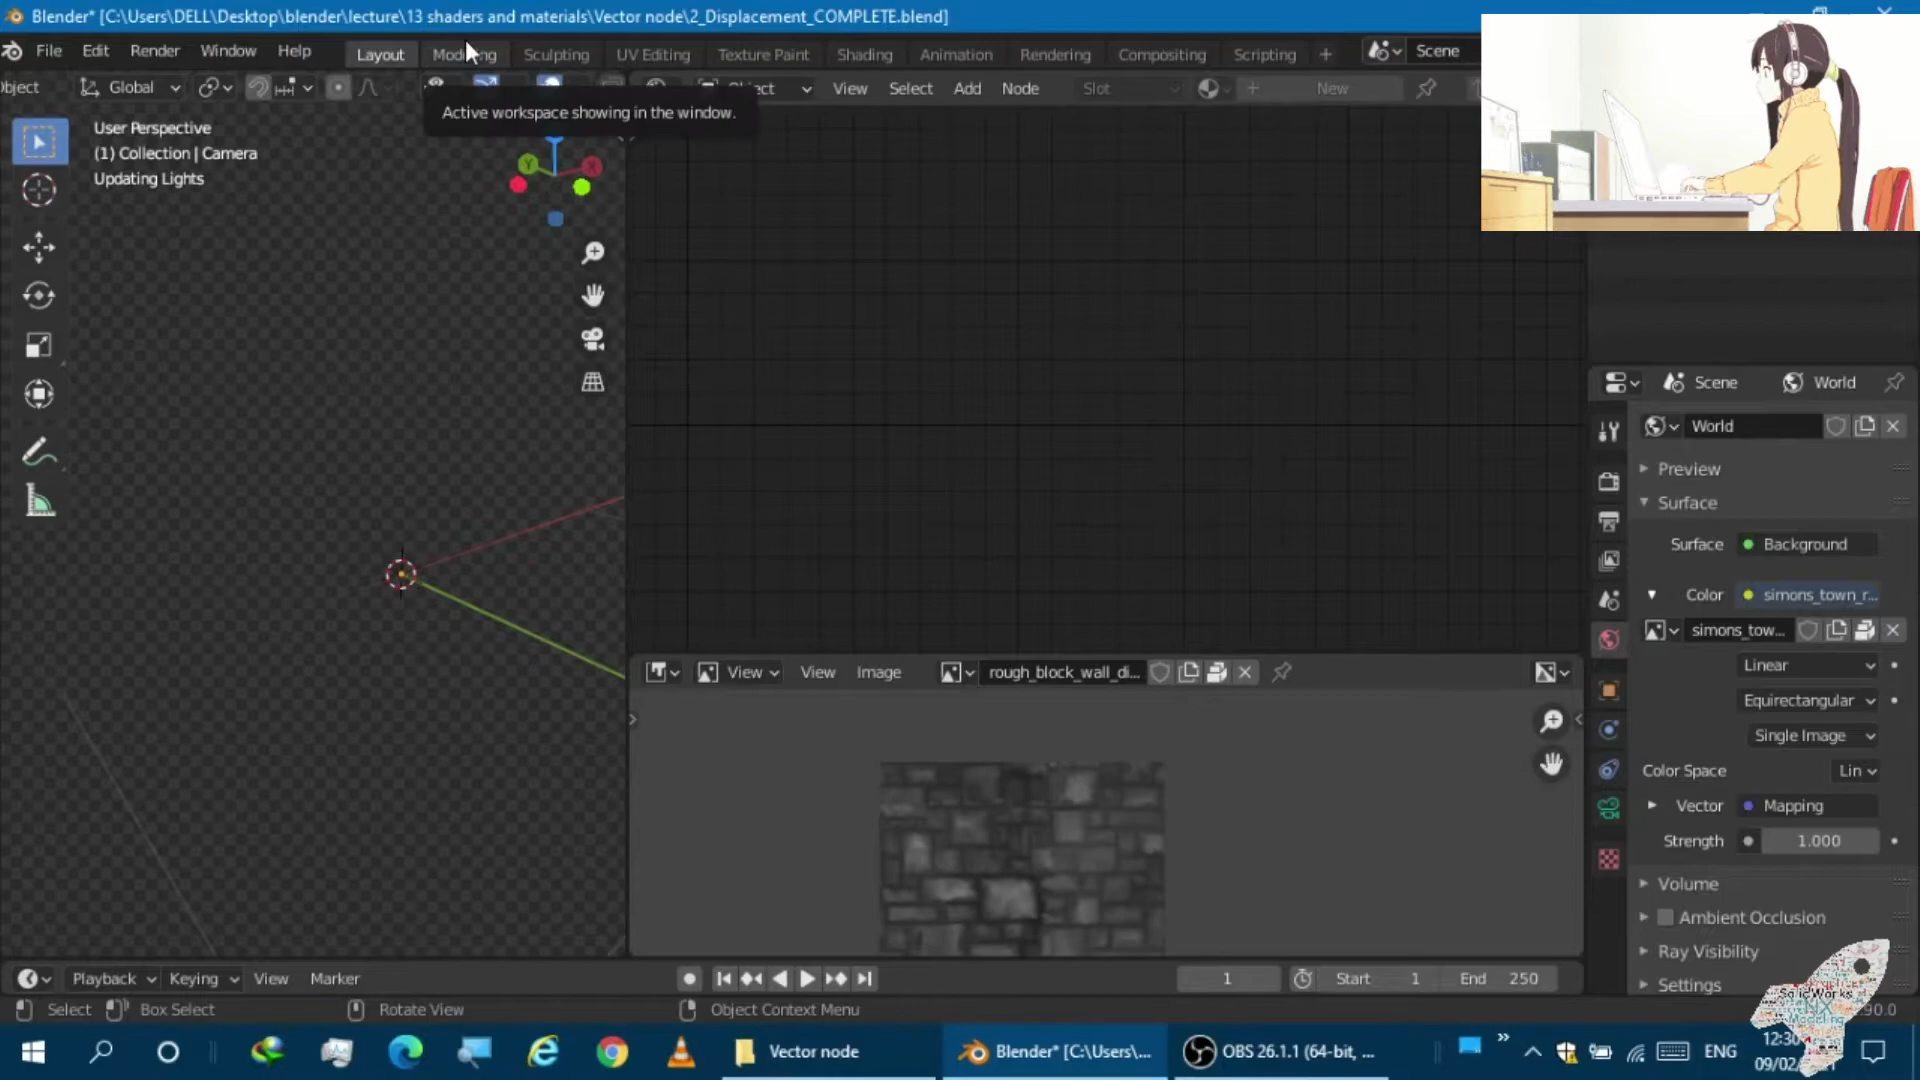 Blender* [C:\Users\DELL\Desktop\blender\lecture\13 shaders and materials\Vector node\2_Displacement_COMPLETE.blend]
File Edit Render Window Help Layout Modeling Sculpting UV Editing Texture Paint Shading Animation Rendering Compositing Scripting + Scene
Global View Select Add Node Slot New
Active workspace showing in the window.
User Perspective
(1) Collection | Camera
Updating Lights
Y X
Scene World
World
Preview
Surface
Surface Background
Color simons_town_r...
simons_tow...
Linear
Equirectangular
Single Image
Color Space Lin
Vector Mapping
Strength 1.000
Volume
Ambient Occlusion
Ray Visibility
Settings
View View Image rough_block_wall_di...
Playback Keying View Marker 1 Start 1 End 250
Select Box Select Rotate View Object Context Menu
SolidWorks
NX
Modeling
Vector node Blender* [C:\Users\... OBS 26.1.1 (64-bit, ... ENG